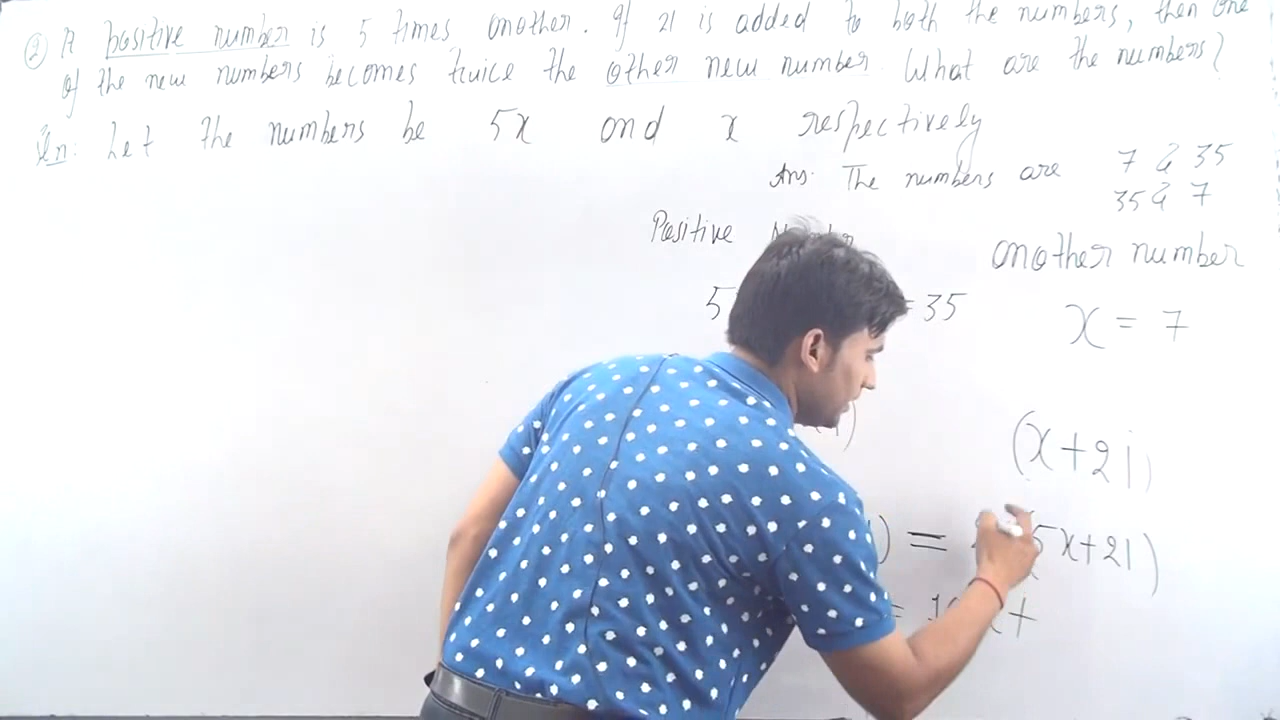 ② A positive number is 5 times another. If 21 is added to both the numbers, then one
of the new numbers becomes twice the other new number. What are the numbers?
Sln: Let the numbers be 5x and x respectively
Ans: The numbers are 7 & 35
35 & 7
Positive
another number
= 35
x = 7
(x+21)
) = (5x+21)
= 10x +